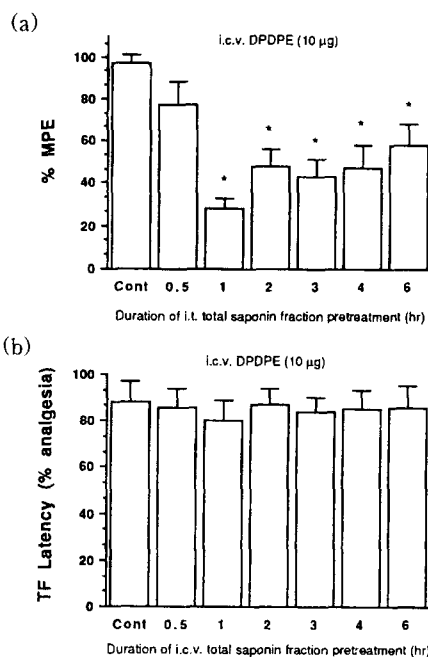 (a)
i.c.v. DPDPE (10 µg)
% MPE
100
80
60
40
20
0
* * * * *
Cont 0.5 1 2 3 4 6
Duration of i.t. total saponin fraction pretreatment (hr)
(b)
i.c.v. DPDPE (10 µg)
TF Latency (% analgesia)
100
80
60
40
20
0
Cont 0.5 1 2 3 4 6
Duration of i.c.v. total saponin fraction pretreatment (hr)